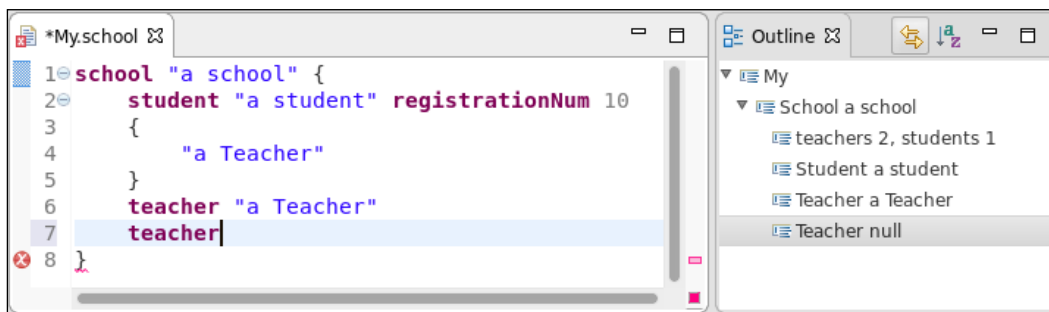 *My.school
1 school "a school" {
2 student "a student" registrationNum 10
3 {
4 "a Teacher"
5 }
6 teacher "a Teacher"
7 teacher
8 }
Outline
My
School a school
teachers 2, students 1
Student a student
Teacher a Teacher
Teacher null